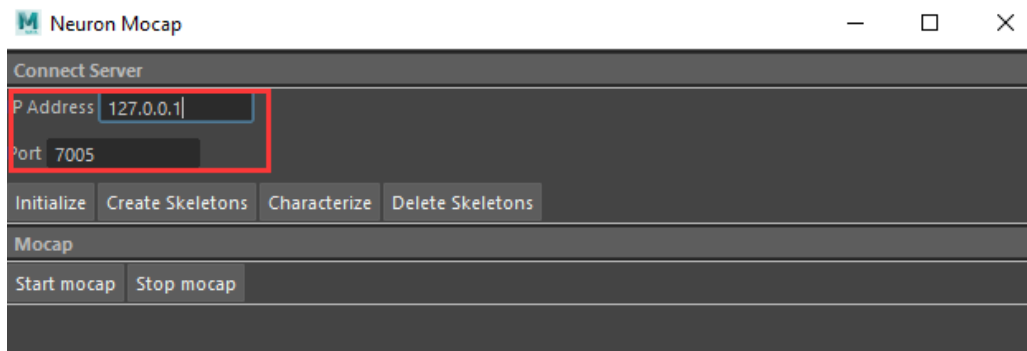 Neuron Mocap
Connect Server
P Address 127.0.0.1
Port 7005
Initialize Create Skeletons Characterize Delete Skeletons
Mocap
Start mocap Stop mocap